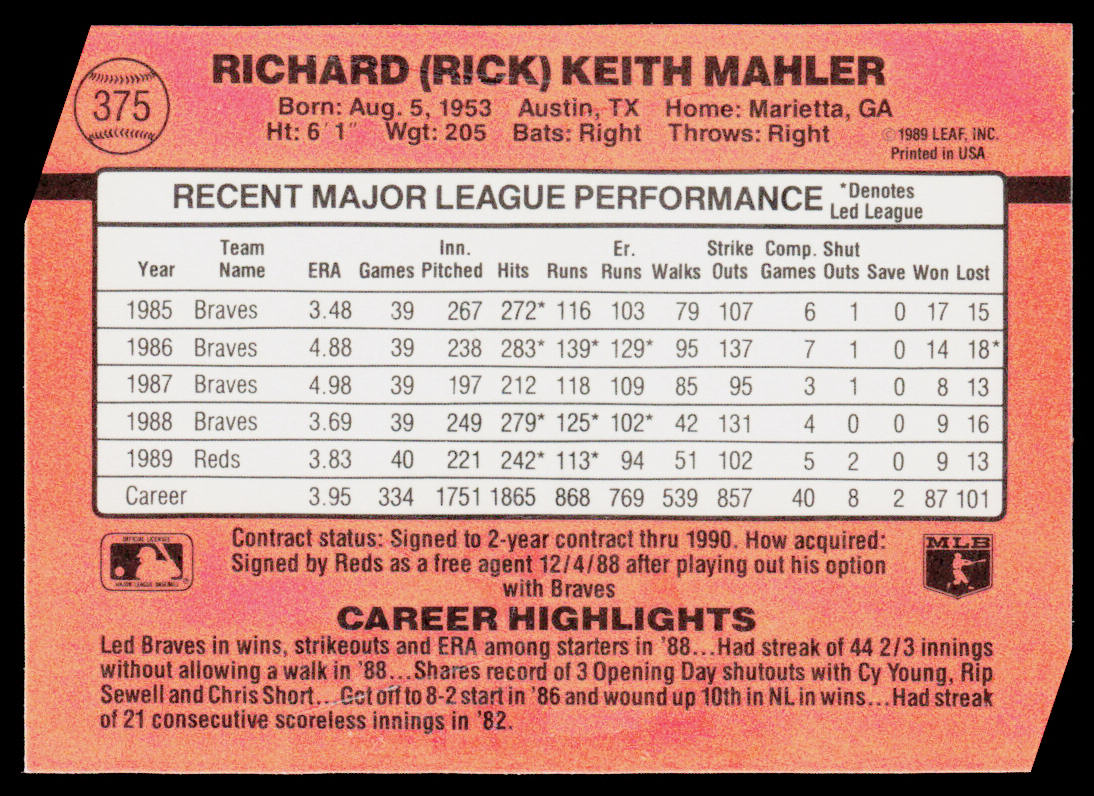 375
RICHARD (RICK) KEITH MAHLER
Born: Aug. 5, 1953 Austin, TX Home: Marietta, GA
Ht: 6' 1" Wgt: 205 Bats: Right Throws: Right
©1989 LEAF, INC.
Printed in USA
RECENT MAJOR LEAGUE PERFORMANCE *Denotes Led League
Year Team Name ERA Games Inn. Pitched Hits Runs Er. Runs Walks Strike Outs Comp. Games Shut Outs Save Won Lost
1985 Braves 3.48 39 267 272* 116 103 79 107 6 1 0 17 15
1986 Braves 4.88 39 238 283* 139* 129* 95 137 7 1 0 14 18*
1987 Braves 4.98 39 197 212 118 109 85 95 3 1 0 8 13
1988 Braves 3.69 39 249 279* 125* 102* 42 131 4 0 0 9 16
1989 Reds 3.83 40 221 242* 113* 94 51 102 5 2 0 9 13
Career 3.95 334 1751 1865 868 769 539 857 40 8 2 87 101
Contract status: Signed to 2-year contract thru 1990. How acquired:
Signed by Reds as a free agent 12/4/88 after playing out his option
with Braves
OFFICIAL LICENSEE
MAJOR LEAGUE BASEBALL
MLB
CAREER HIGHLIGHTS
Led Braves in wins, strikeouts and ERA among starters in '88...Had streak of 44 2/3 innings
without allowing a walk in '88...Shares record of 3 Opening Day shutouts with Cy Young, Rip
Sewell and Chris Short...Got off to 8-2 start in '86 and wound up 10th in NL in wins...Had streak
of 21 consecutive scoreless innings in '82.